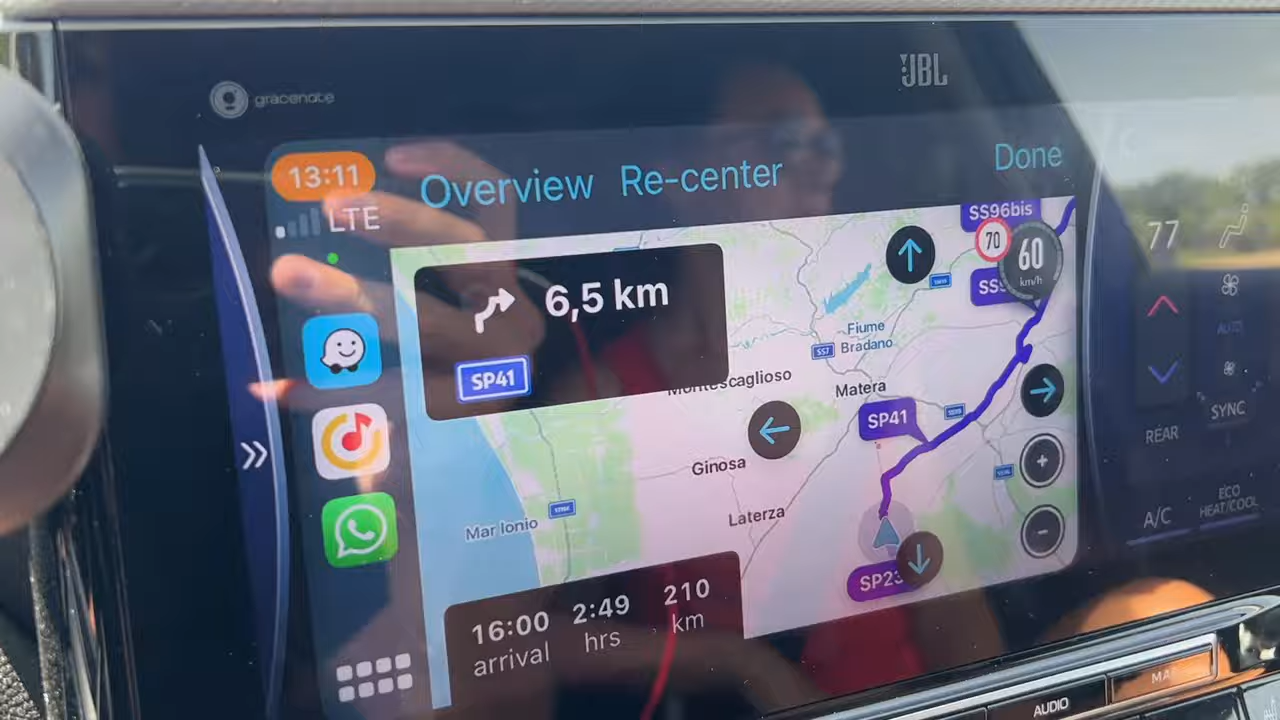 gracenote
JBL
13:11
LTE
Overview
Re-center
Done
6,5 km
SP41
SS96bis
70
60
km/h
SS7
Fiume
Bradano
Matera
SP41
Ginosa
Laterza
Mar Ionio
16:00
arrival
2:49
hrs
210
km
77
AUTO
SYNC
REAR
A/C
ECO
HEAT/COOL
AUDIO